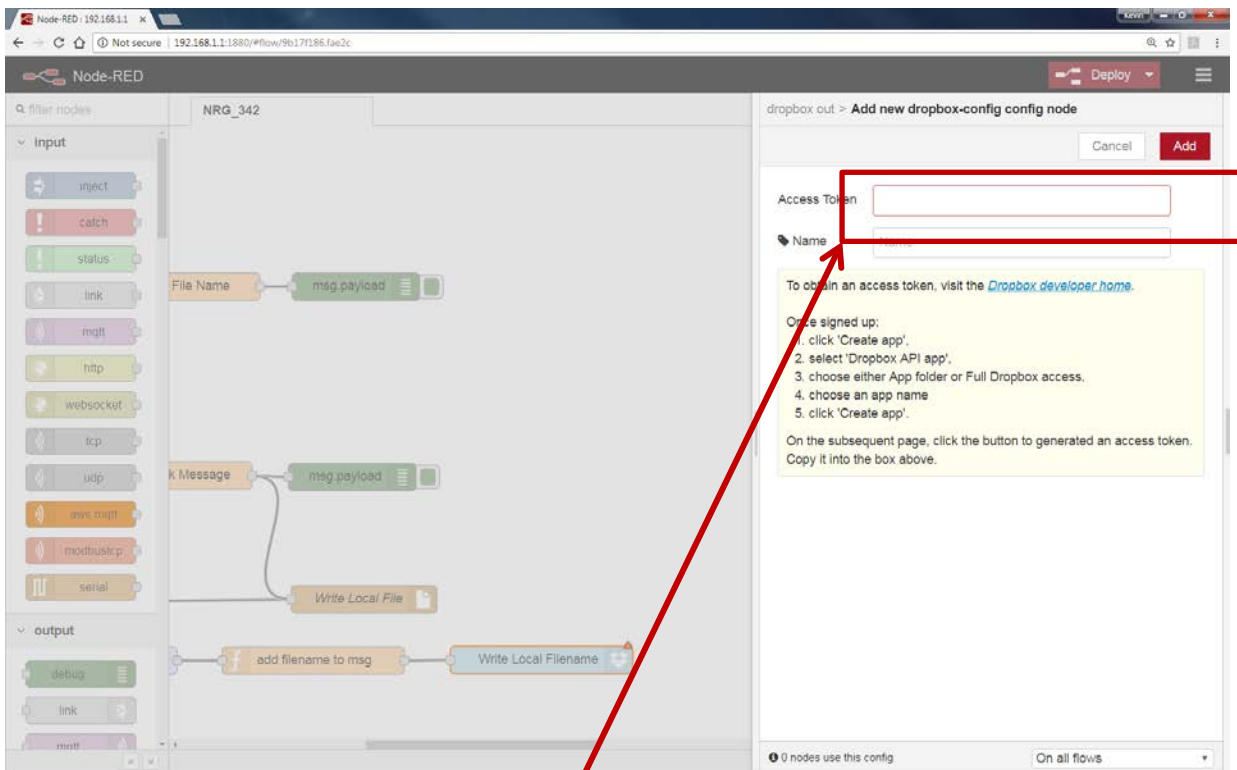 Node-RED : 192.168.1.1
Kevin
Not secure | 192.168.1.1:1880/#flow/9b17f186.fae2c
Node-RED
Deploy
filter nodes
NRG_342
dropbox out > Add new dropbox-config config node
input
Cancel
Add
inject
Access Token
catch
Name
Name
status
File Name
msg.payload
link
To obtain an access token, visit the Dropbox developer home.
mqtt
Once signed up:
1. click 'Create app',
http
2. select 'Dropbox API app',
3. choose either App folder or Full Dropbox access,
websocket
4. choose an app name
5. click 'Create app'.
tcp
On the subsequent page, click the button to generated an access token.
Copy it into the box above.
udp
k Message
msg.payload
aws mqtt
modbustcp
serial
Write Local File
output
add filename to msg
Write Local Filename
debug
link
mqtt
0 nodes use this config
On all flows